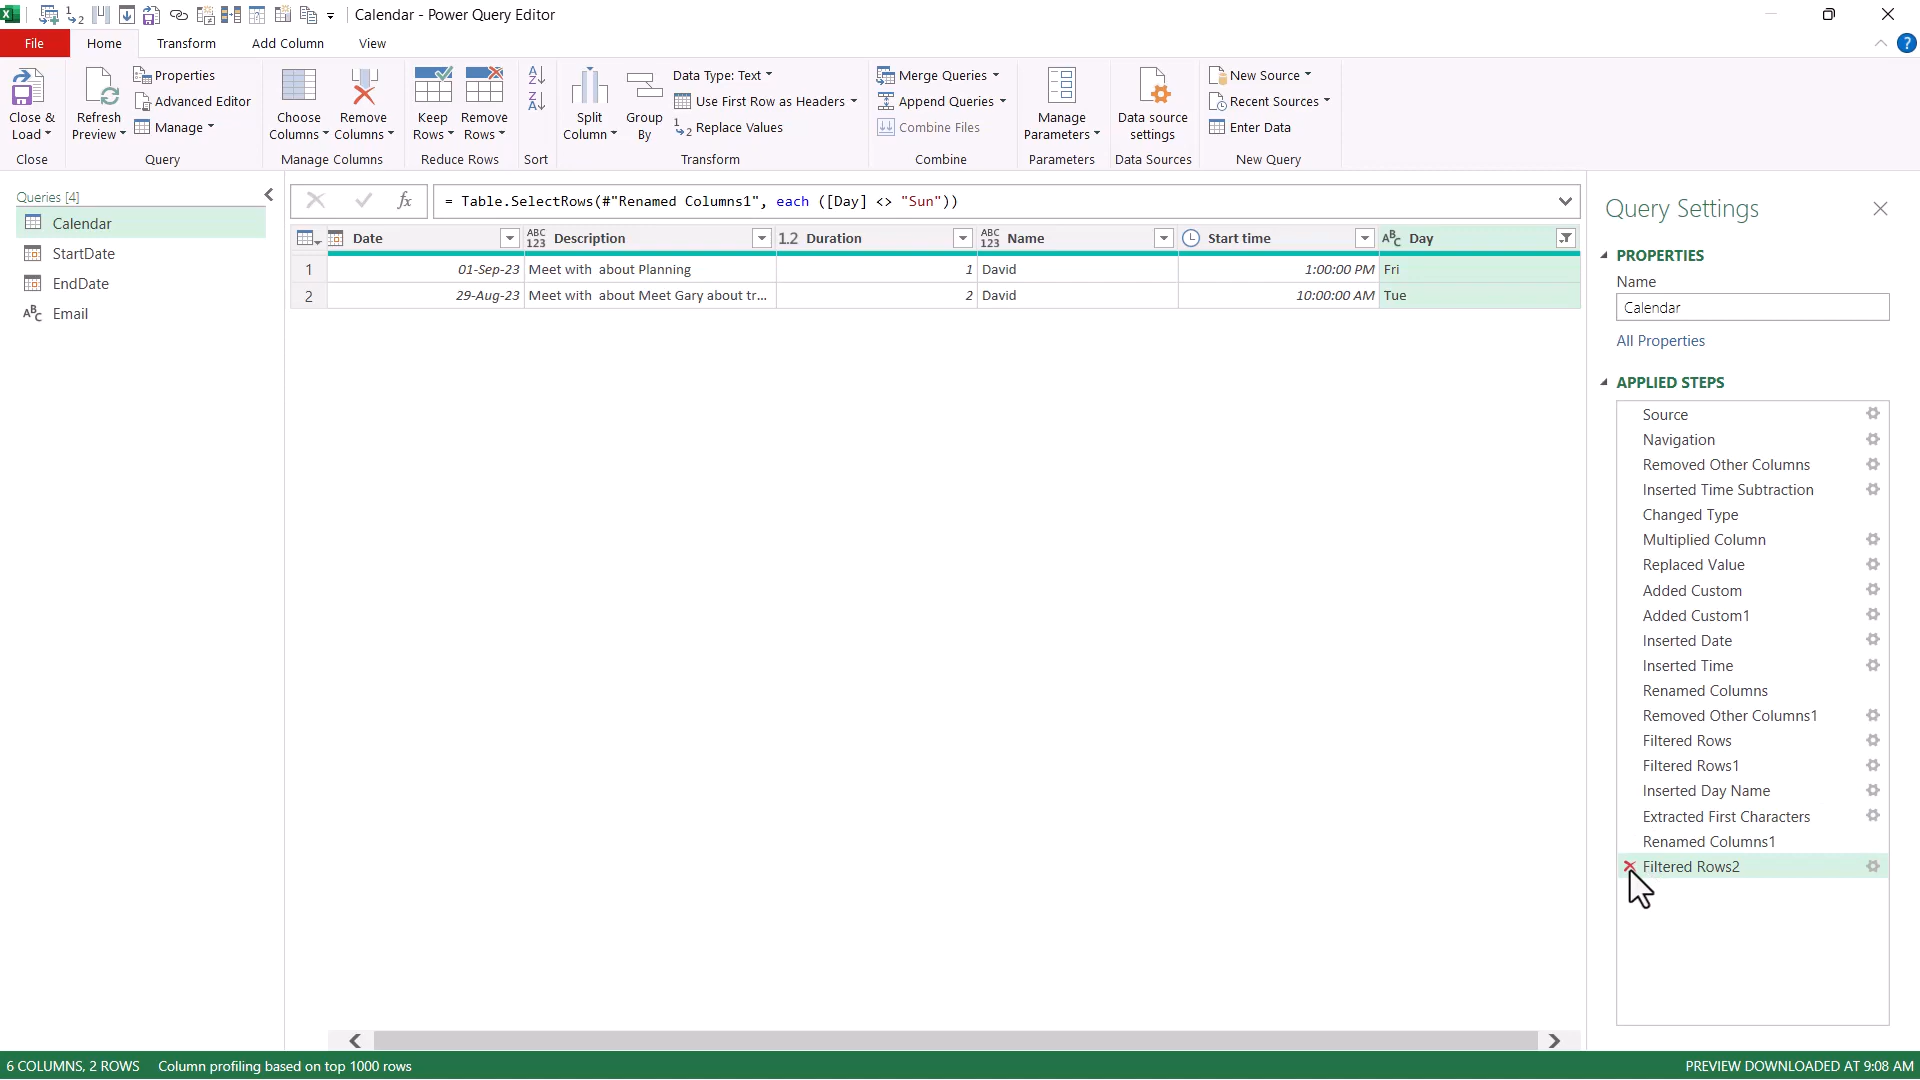 Calendar - Power Query Editor
File
Home
Transform
Add Column
View
Close &
Load
Close
Refresh
Preview
Properties
Advanced Editor
Manage
Query
Choose
Columns
Remove
Columns
Manage Columns
Keep
Rows
Remove
Rows
Reduce Rows
Sort
Split
Column
Group
By
Data Type: Text
Use First Row as Headers
Replace Values
Transform
Merge Queries
Append Queries
Combine Files
Combine
Manage
Parameters
Parameters
Data source
settings
Data Sources
New Source
Recent Sources
Enter Data
New Query
Queries [4]
Calendar
StartDate
EndDate
ABC Email
fx = Table.SelectRows(#"Renamed Columns1", each ([Day] <> "Sun"))
Date ABC 123 Description 1.2 Duration ABC 123 Name Start time ABC Day
1 01-Sep-23 Meet with about Planning 1 David 1:00:00 PM Fri
2 29-Aug-23 Meet with about Meet Gary about tr... 2 David 10:00:00 AM Tue
Query Settings
PROPERTIES
Name
Calendar
All Properties
APPLIED STEPS
Source
Navigation
Removed Other Columns
Inserted Time Subtraction
Changed Type
Multiplied Column
Replaced Value
Added Custom
Added Custom1
Inserted Date
Inserted Time
Renamed Columns
Removed Other Columns1
Filtered Rows
Filtered Rows1
Inserted Day Name
Extracted First Characters
Renamed Columns1
Filtered Rows2
6 COLUMNS, 2 ROWS Column profiling based on top 1000 rows
PREVIEW DOWNLOADED AT 9:08 AM